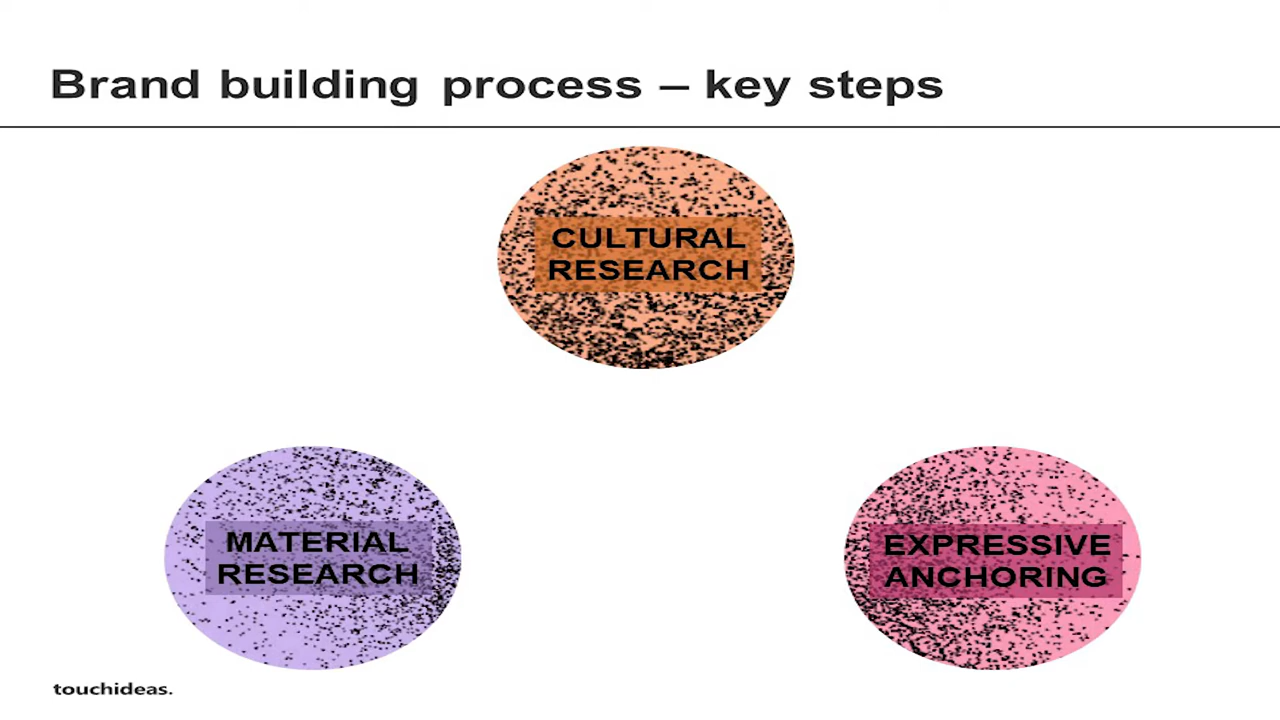 Brand building process – key steps
CULTURAL
RESEARCH
MATERIAL
RESEARCH
EXPRESSIVE
ANCHORING
touchideas.